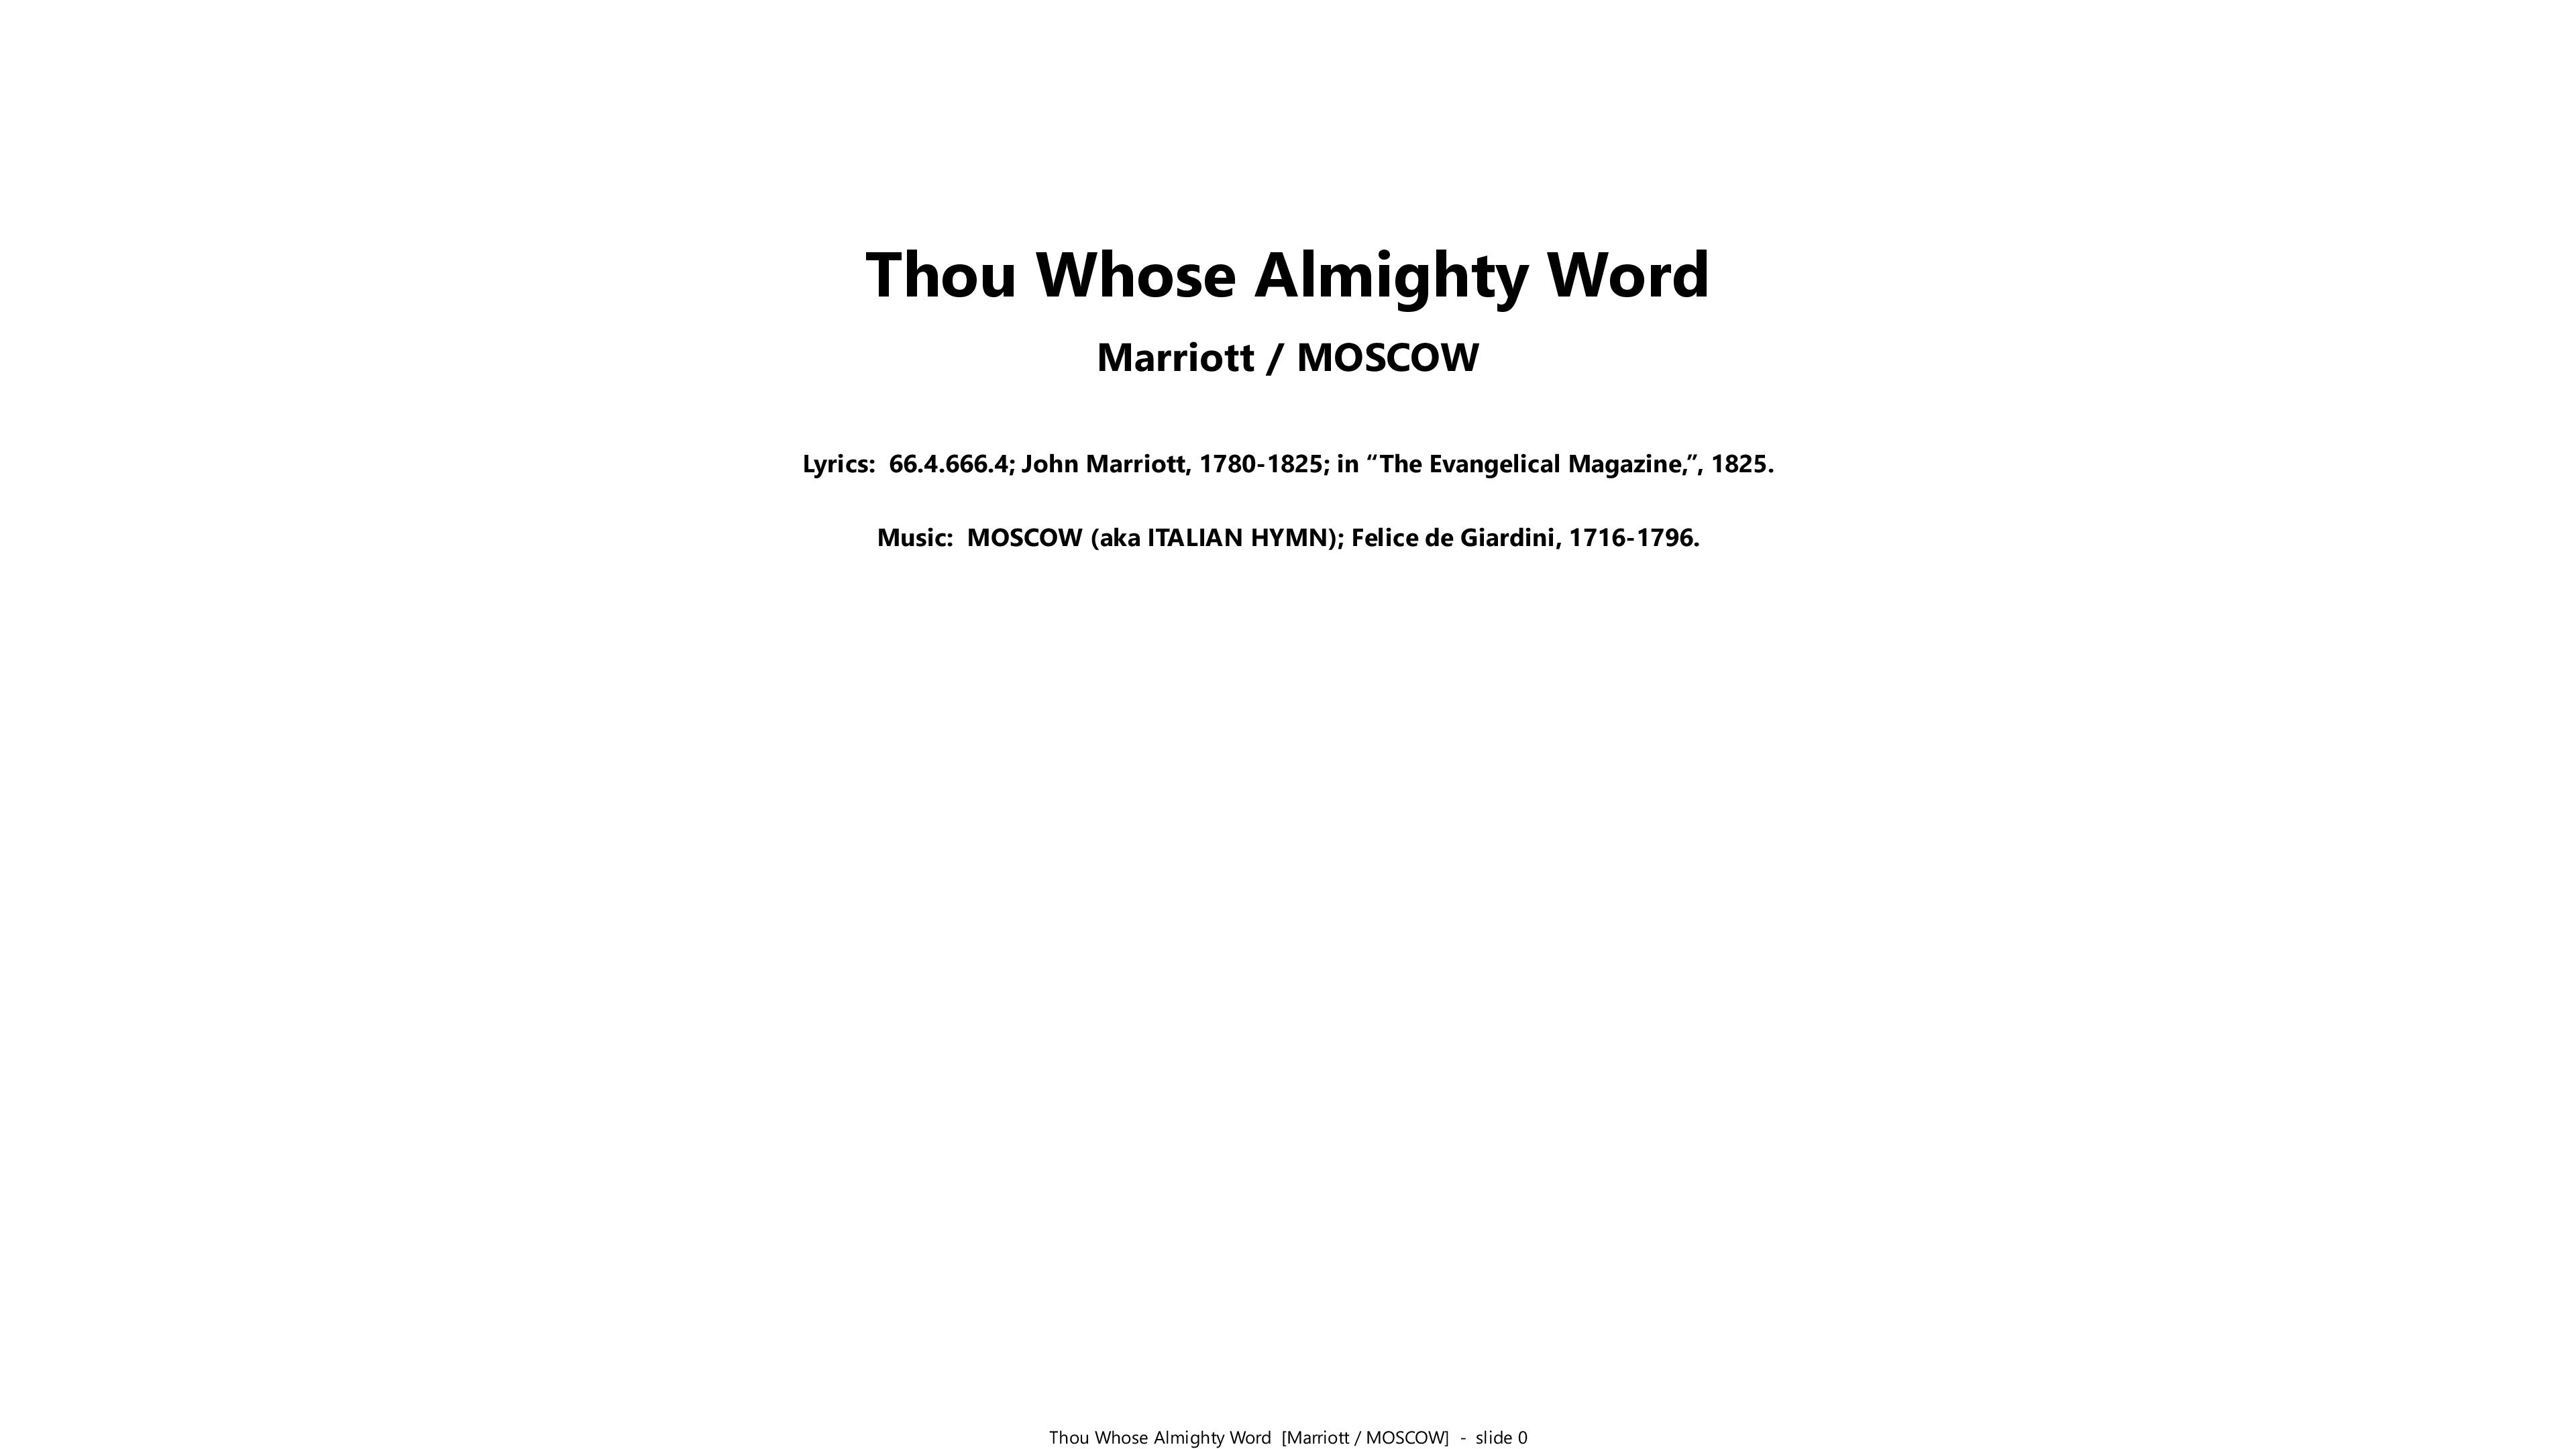 Thou Whose Almighty Word
Marriott / MOSCOW
Lyrics:  66.4.666.4; John Marriott, 1780-1825; in “The Evangelical Magazine,”, 1825.
Music:  MOSCOW (aka ITALIAN HYMN); Felice de Giardini, 1716-1796.
Thou Whose Almighty Word  [Marriott / MOSCOW]  -  slide 0